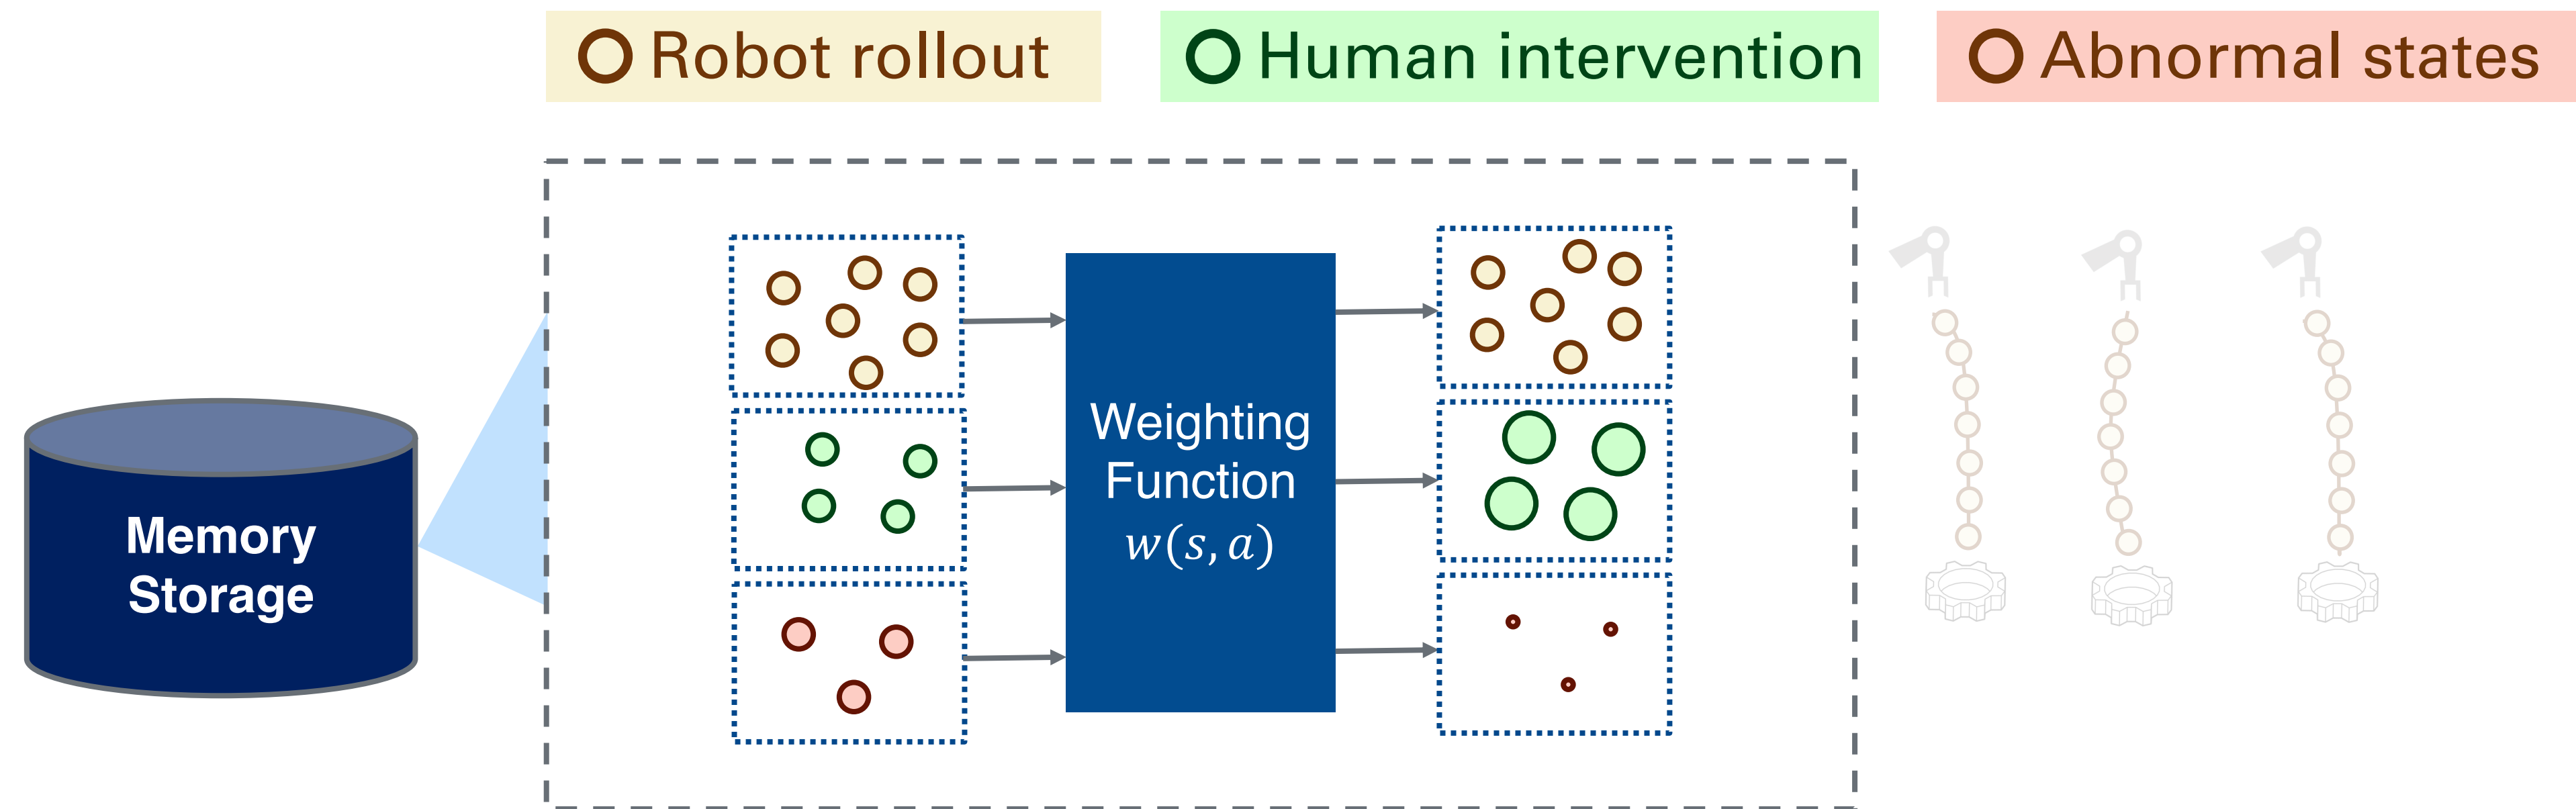 Robot rollout
Human intervention
Abnormal states
Memory
Storage
Weighting
Function
w(s, a)